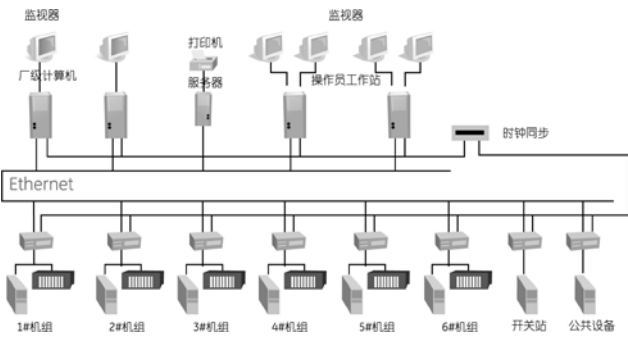 监视器
监视器
打印机
厂级计算机
服务器
操作员工作站
时钟同步
Ethernet
1#机组
2#机组
3#机组
4#机组
5#机组
6#机组
开关站
公共设备